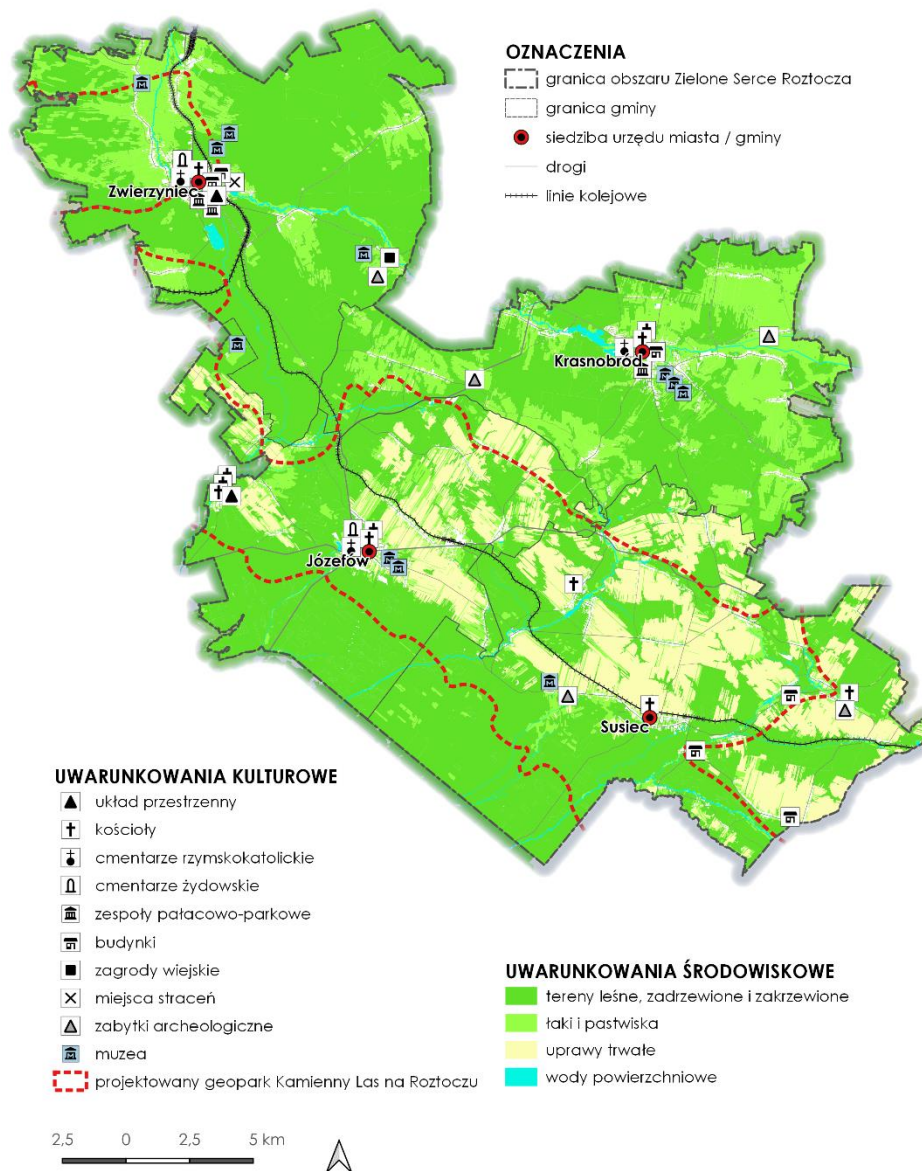 OZNACZENIA
granica obszaru Zielone Serce Roztocza
granica gminy
siedziba urzędu miasta / gminy
drogi
linie kolejowe
Zwierzyniec
Krasnobród
Józefów
Susiec
UWARUNKOWANIA KULTUROWE
układ przestrzenny
kościoły
cmentarze rzymskokatolickie
cmentarze żydowskie
zespoły pałacowo-parkowe
budynki
zagrody wiejskie
miejsca straceń
zabytki archeologiczne
muzea
projektowany geopark Kamienny Las na Roztoczu
UWARUNKOWANIA ŚRODOWISKOWE
tereny leśne, zadrzewione i zakrzewione
łąki i pastwiska
uprawy trwałe
wody powierzchniowe
2,5 0 2,5 5 km